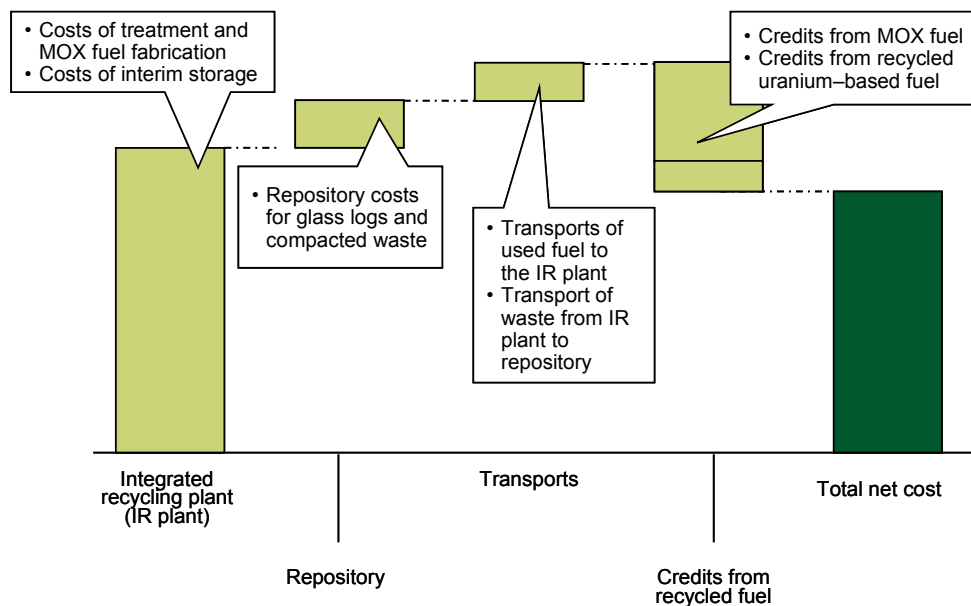 • Costs of treatment and
MOX fuel fabrication
• Costs of interim storage
• Credits from MOX fuel
• Credits from recycled
uranium–based fuel
• Repository costs
for glass logs and
compacted waste
• Transports of
used fuel to
the IR plant
• Transport of
waste from IR
plant to
repository
Integrated
recycling plant
(IR plant)
Transports
Total net cost
Repository
Credits from
recycled fuel